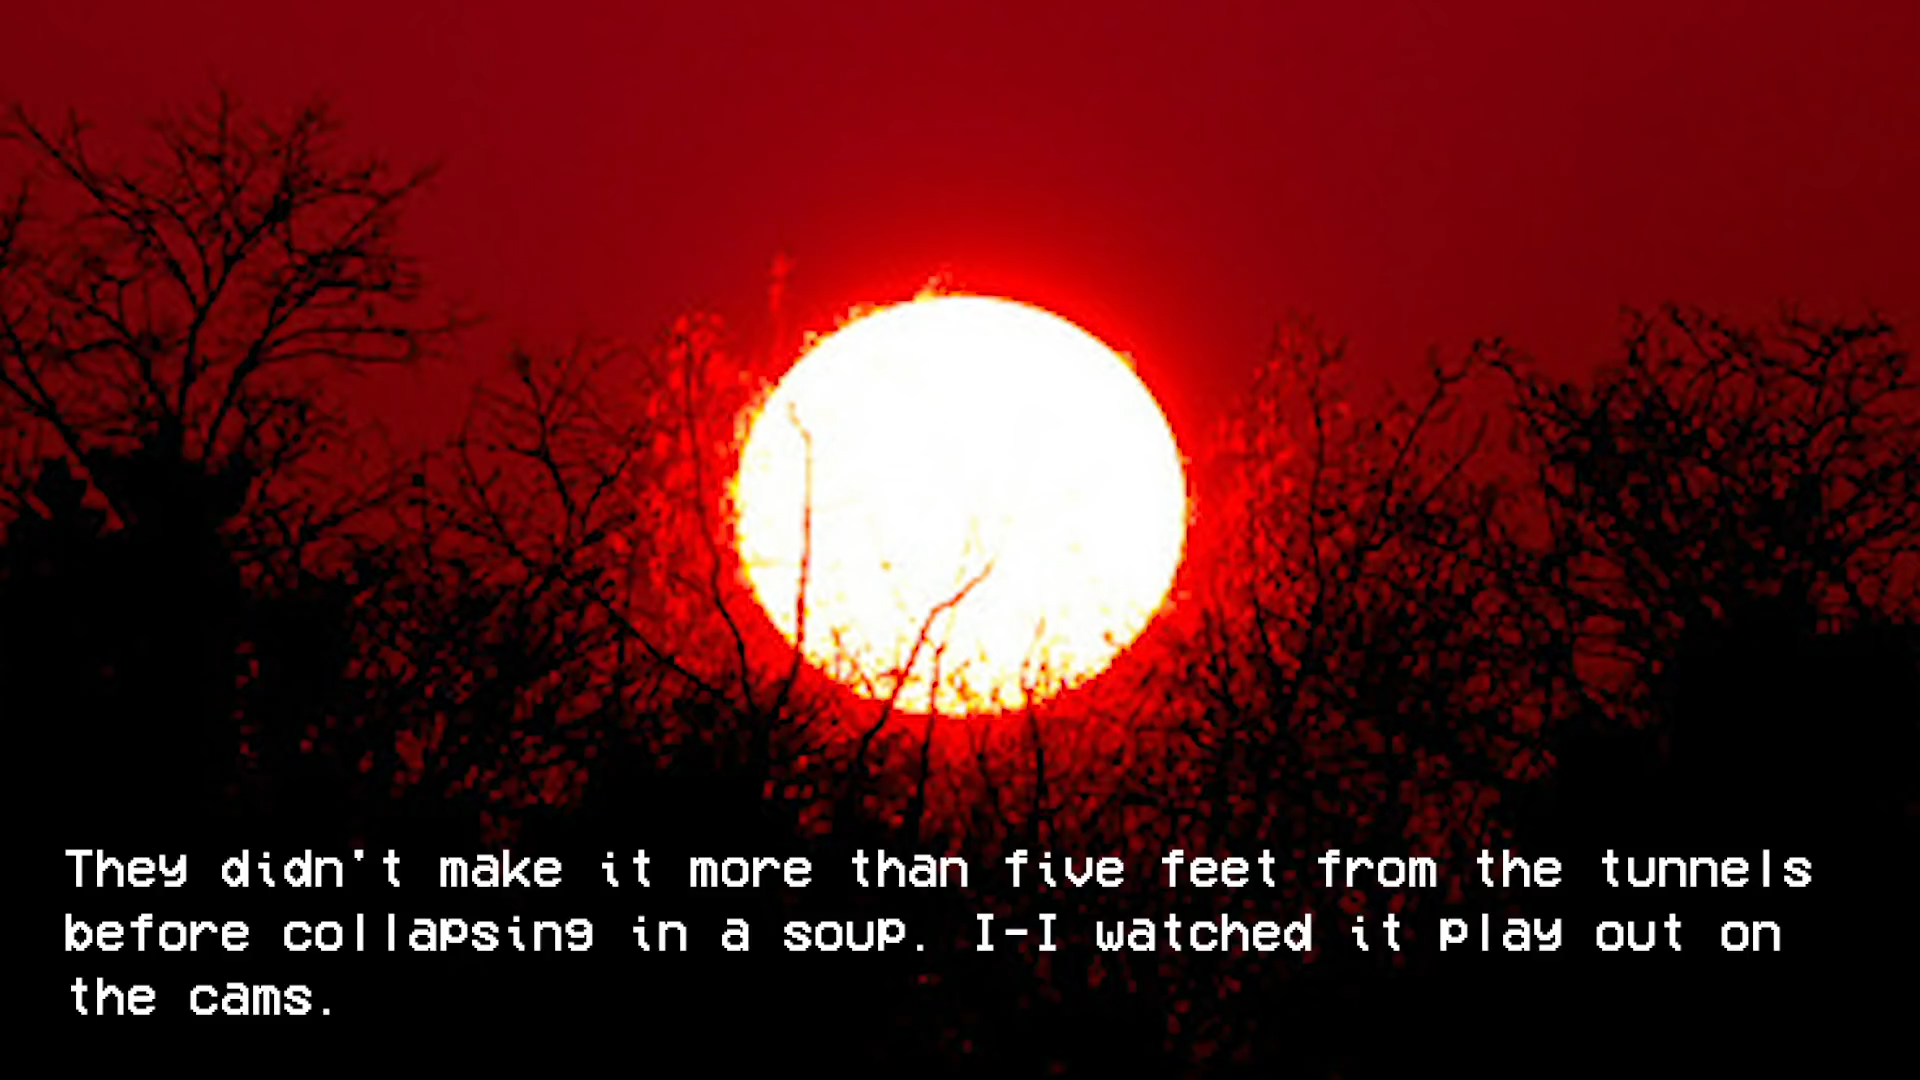 They didn't make it more than five feet from the tunnels
before collapsing in a soup. I-I watched it play out on
the cams.